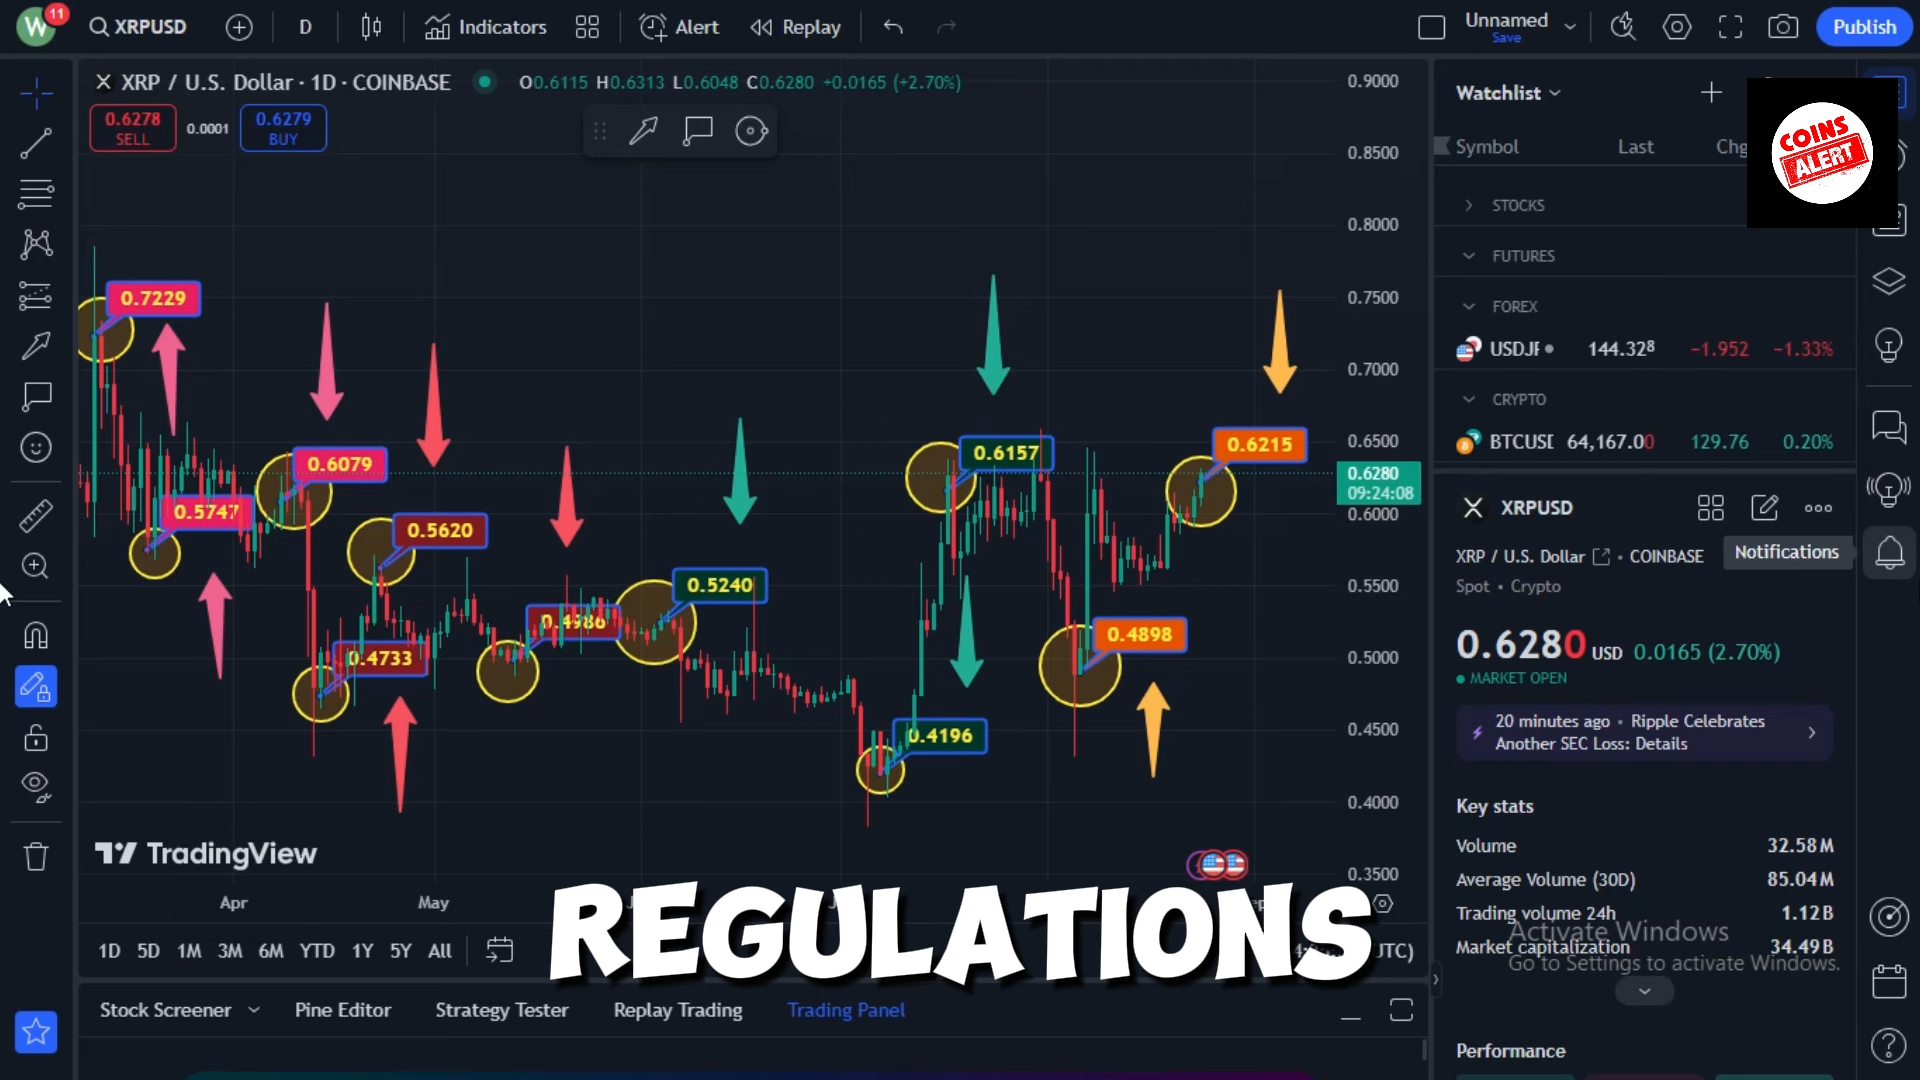 W
11
XRPUSD
D
Indicators
Alert
Replay
Unnamed
Save
Publish
XRP / U.S. Dollar · 1D · COINBASE
O0.6115 H0.6313 L0.6048 C0.6280 +0.0165 (+2.70%)
0.6278
SELL
0.0001
0.6279
BUY
0.9000
0.8500
0.8000
0.7500
0.7000
0.6500
0.6280
09:24:08
0.6000
0.5500
0.5000
0.4500
0.4000
0.3500
0.7229
0.5747
0.6079
0.5620
0.4733
0.4986
0.5240
0.6157
0.4196
0.4898
0.6215
TradingView
Apr
May
REGULATIONS
1D 5D 1M 3M 6M YTD 1Y 5Y All
Stock Screener
Pine Editor
Strategy Tester
Replay Trading
Trading Panel
Watchlist
COINS
ALERT
Symbol Last Chg
STOCKS
FUTURES
FOREX
USDJP 144.328 −1.952 −1.33%
CRYPTO
BTCUSD 64,167.00 129.76 0.20%
XRPUSD
XRP / U.S. Dollar COINBASE
Notifications
Spot • Crypto
0.6280 USD 0.0165 (2.70%)
MARKET OPEN
20 minutes ago • Ripple Celebrates
Another SEC Loss: Details
Key stats
Volume 32.58M
Average Volume (30D) 85.04M
Trading volume 24h 1.12B
Market capitalization 34.49B
Activate Windows
Go to Settings to activate Windows.
Performance